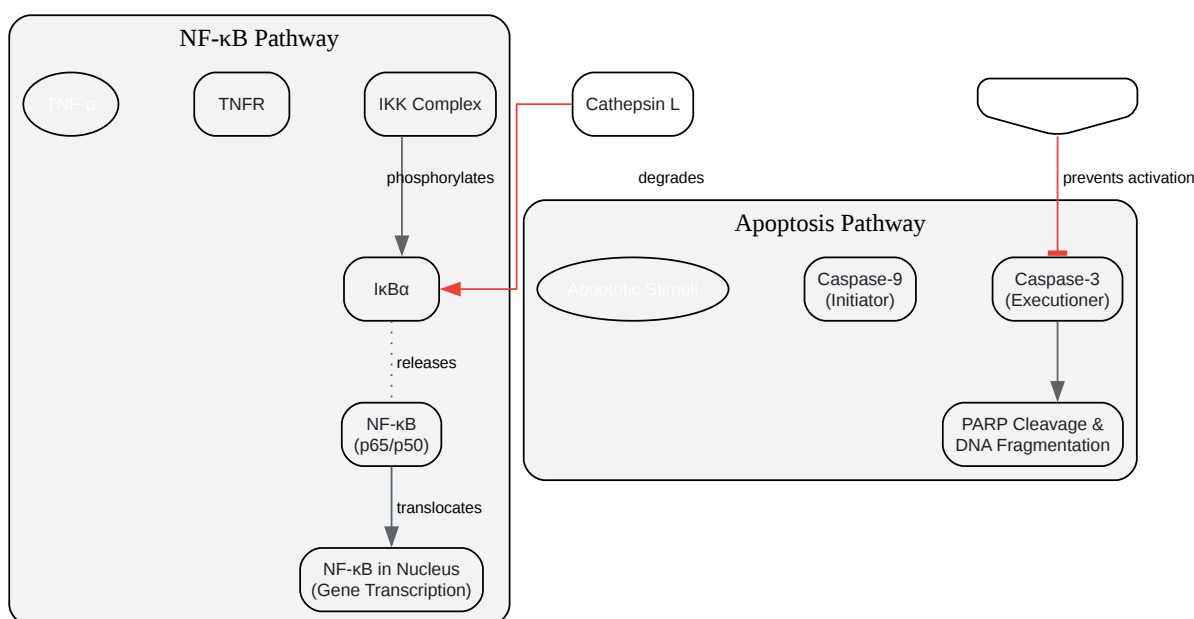 NF-κB Pathway
TNF-α
TNFR
IKK Complex
Cathepsin L
phosphorylates
degrades
prevents activation
Apoptosis Pathway
IκBα
Apoptotic Stimuli
Caspase-9
(Initiator)
Caspase-3
(Executioner)
releases
NF-κB
(p65/p50)
PARP Cleavage &
DNA Fragmentation
translocates
NF-κB in Nucleus
(Gene Transcription)